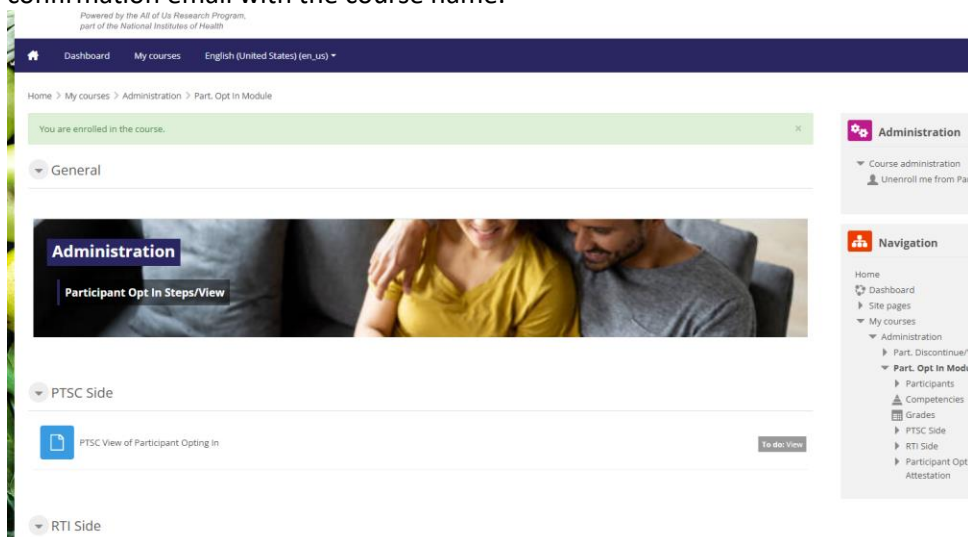 confirmation email with the course name.
Powered by the All of Us Research Program,
part of the National Institutes of Health
Dashboard My courses English (United States) (en_us)
Home > My courses > Administration > Part. Opt In Module
You are enrolled in the course. ×
General
Administration
Participant Opt In Steps/View
PTSC Side
PTSC View of Participant Opting In To do: View
RTI Side
Administration
Course administration
Unenroll me from Par
Navigation
Home
Dashboard
Site pages
My courses
Administration
Part. Discontinue/
Part. Opt In Modu
Participants
Competencies
Grades
PTSC Side
RTI Side
Participant Opt
Attestation